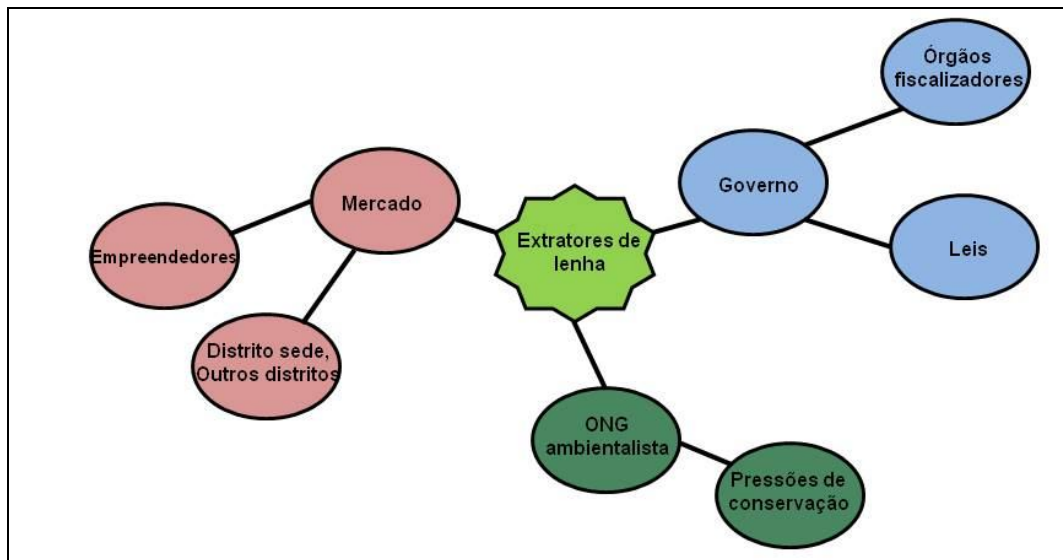 Órgãos
fiscalizadores
Governo
Mercado
Extratores de
lenha
Empreendedores
Leis
Distrito sede,
Outros distritos
ONG
ambientalista
Pressões de
conservação